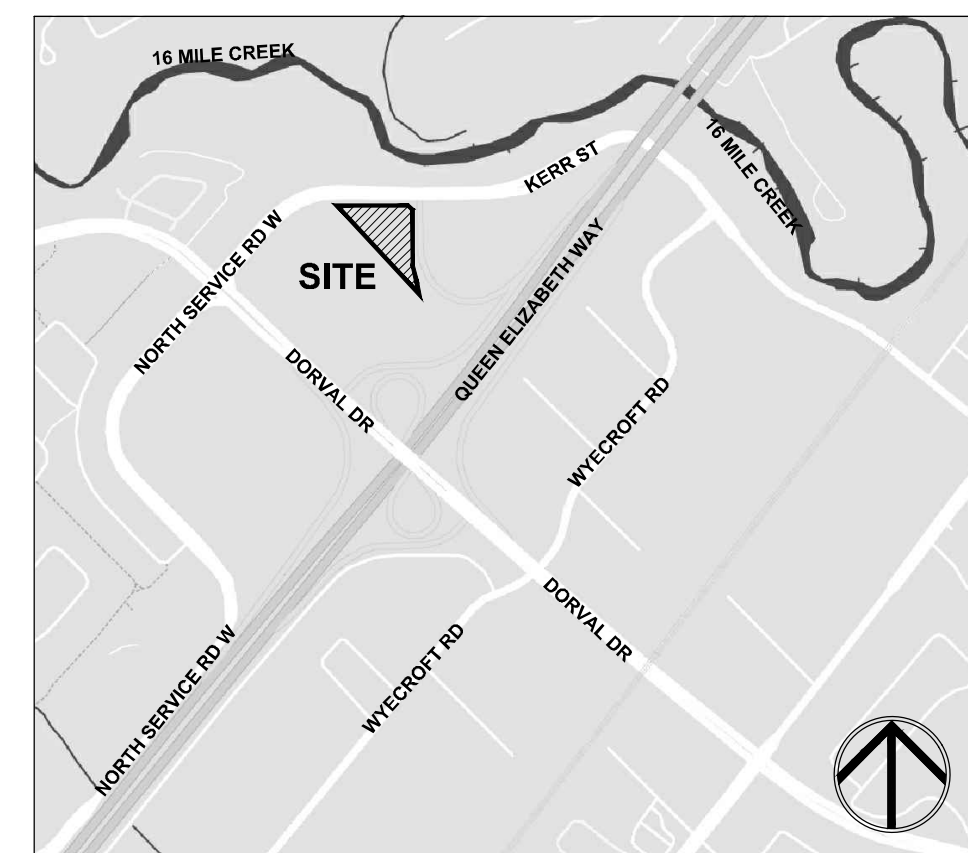 16 MILE CREEK
KERR ST
16 MILE CREEK
NORTH SERVICE RD W
SITE
QUEEN ELIZABETH WAY
DORVAL DR
WYECROFT RD
DORVAL DR
WYECROFT RD
NORTH SERVICE RD W